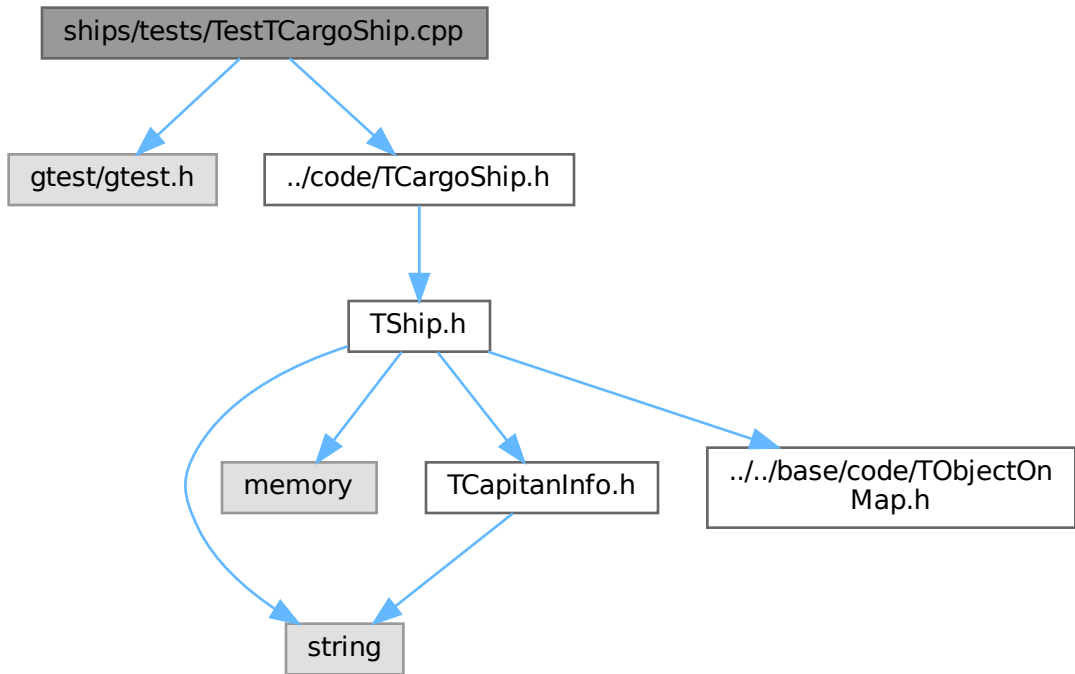 ships/tests/TestTCargoShip.cpp
gtest/gtest.h
../code/TCargoShip.h
TShip.h
memory
TCapitanInfo.h
../../base/code/TObjectOn
Map.h
string